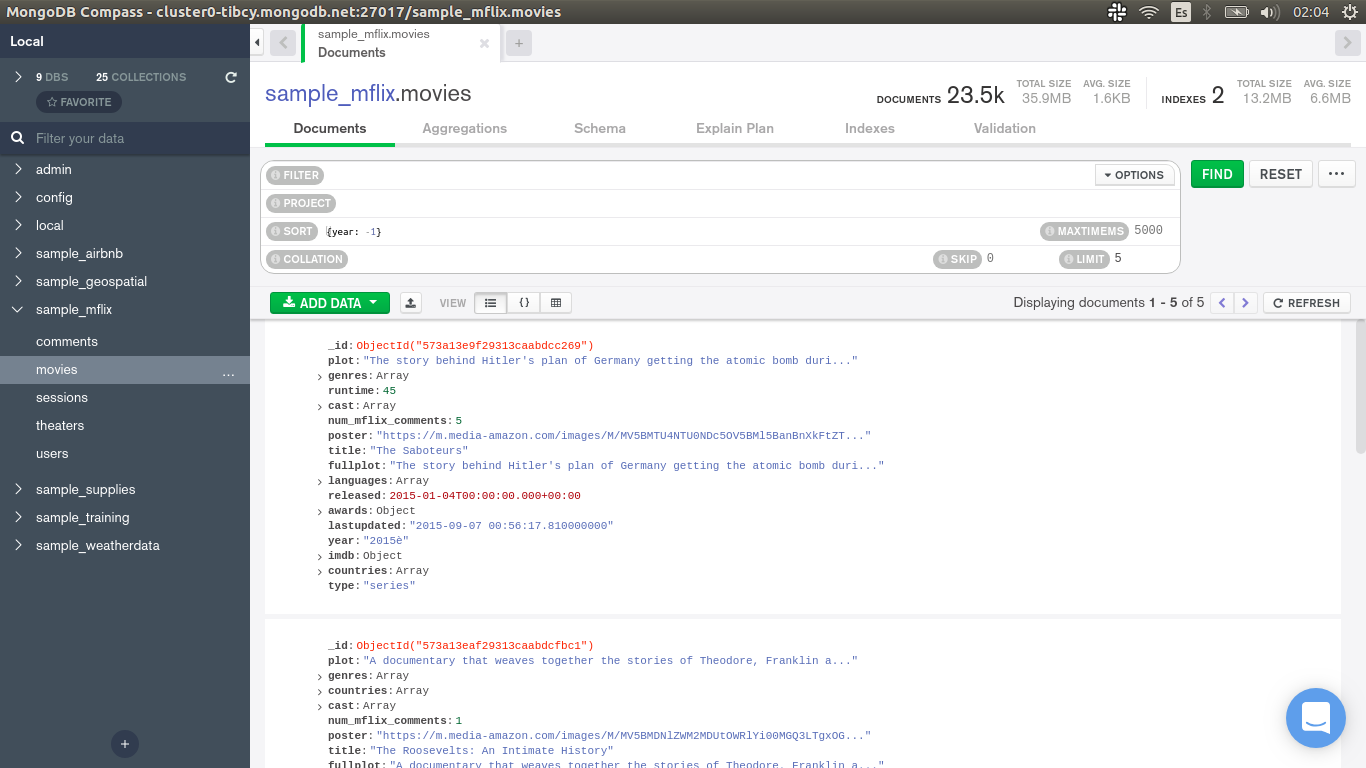 MongoDB Compass - cluster0-tibcy.mongodb.net:27017/sample_mflix.movies
Es
02:04
Local
9 DBS 25 COLLECTIONS
FAVORITE
Filter your data
admin
config
local
sample_airbnb
sample_geospatial
sample_mflix
comments
movies
...
sessions
theaters
users
sample_supplies
sample_training
sample_weatherdata
+
sample_mflix.movies
Documents
+
sample_mflix.movies
DOCUMENTS 23.5k
TOTAL SIZE
35.9MB
AVG. SIZE
1.6KB
INDEXES 2
TOTAL SIZE
13.2MB
AVG. SIZE
6.6MB
Documents Aggregations Schema Explain Plan Indexes Validation
FILTER
OPTIONS
FIND
RESET
...
PROJECT
SORT {year: -1}
MAXTIMEMS 5000
COLLATION
SKIP 0
LIMIT 5
ADD DATA
VIEW
{}
Displaying documents 1 - 5 of 5
REFRESH
_id: ObjectId("573a13e9f29313caabdcc269")
plot: "The story behind Hitler's plan of Germany getting the atomic bomb duri..."
genres: Array
runtime: 45
cast: Array
num_mflix_comments: 5
poster: "https://m.media-amazon.com/images/M/MV5BMTU4NTU0NDc5OV5BMl5BanBnXkFtZT..."
title: "The Saboteurs"
fullplot: "The story behind Hitler's plan of Germany getting the atomic bomb duri..."
languages: Array
released: 2015-01-04T00:00:00.000+00:00
awards: Object
lastupdated: "2015-09-07 00:56:17.810000000"
year: "2015è"
imdb: Object
countries: Array
type: "series"
_id: ObjectId("573a13eaf29313caabdcfbc1")
plot: "A documentary that weaves together the stories of Theodore, Franklin a..."
genres: Array
countries: Array
cast: Array
num_mflix_comments: 1
poster: "https://m.media-amazon.com/images/M/MV5BMDNlZWM2MDUtOWRlYi00MGQ3LTgxOG..."
title: "The Roosevelts: An Intimate History"
fullplot: "A documentary that weaves together the stories of Theodore, Franklin a..."